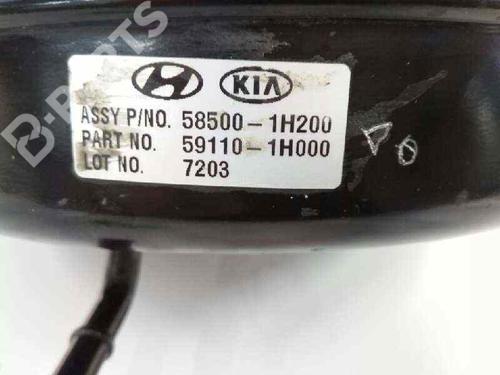 B-PARTS
KIA
ASSY P/NO. 58500-1H200
PART NO. 59110-1H000
LOT NO. 7203